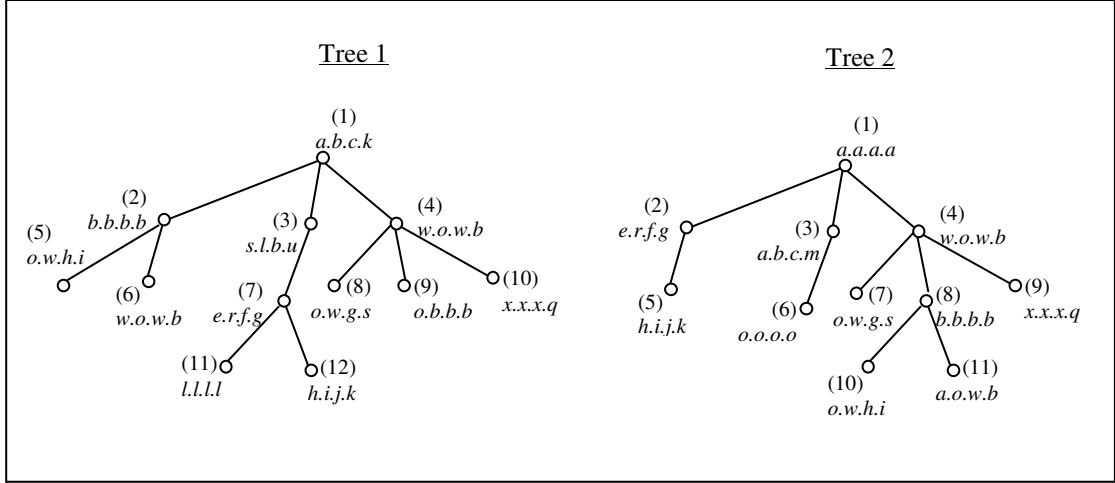 Tree 1
(1)
a.b.c.k
(2)
b.b.b.b
(3)
s.l.b.u
(4)
w.o.w.b
(5)
o.w.h.i
(6)
w.o.w.b
(7)
e.r.f.g
(8)
o.w.g.s
(9)
o.b.b.b
(10)
x.x.x.q
(11)
l.l.l.l
(12)
h.i.j.k
Tree 2
(1)
a.a.a.a
(2)
e.r.f.g
(3)
a.b.c.m
(4)
w.o.w.b
(5)
h.i.j.k
(6)
o.o.o.o
(7)
o.w.g.s
(8)
b.b.b.b
(9)
x.x.x.q
(10)
o.w.h.i
(11)
a.o.w.b